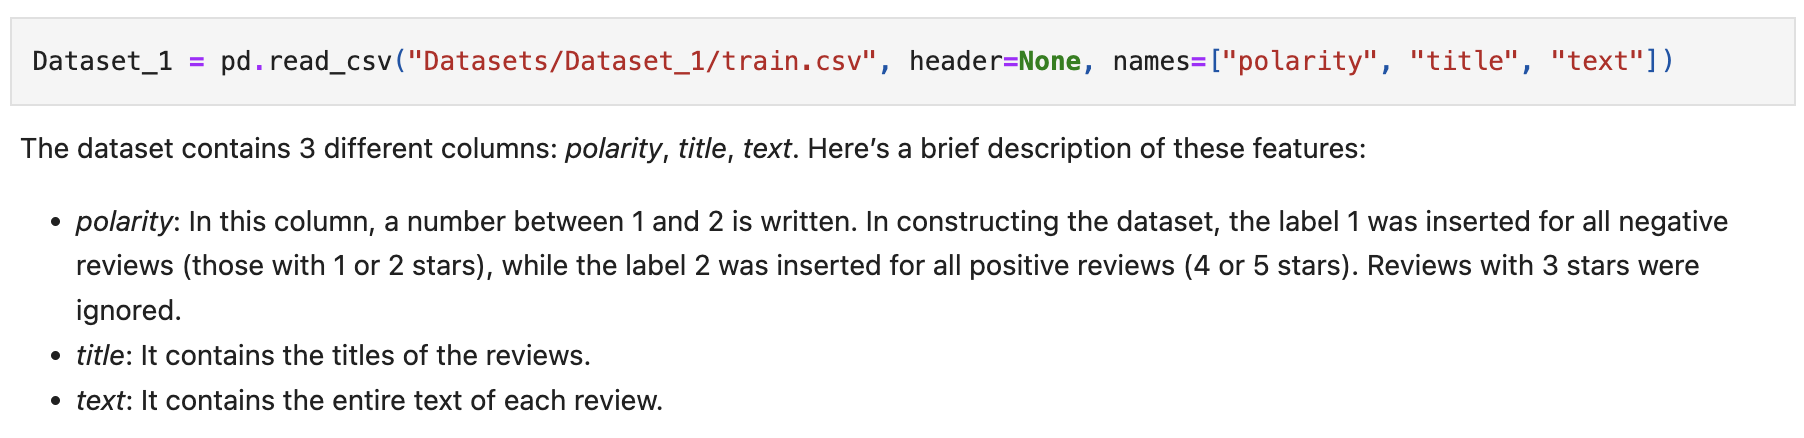 Dataset_1 = pd.read_csv("Datasets/Dataset_1/train.csv", header=None, names=["polarity", "title", "text"])
The dataset contains 3 different columns: polarity, title, text. Here’s a brief description of these features:
• polarity: In this column, a number between 1 and 2 is written. In constructing the dataset, the label 1 was inserted for all negative
reviews (those with 1 or 2 stars), while the label 2 was inserted for all positive reviews (4 or 5 stars). Reviews with 3 stars were
ignored.
• title: It contains the titles of the reviews.
• text: It contains the entire text of each review.